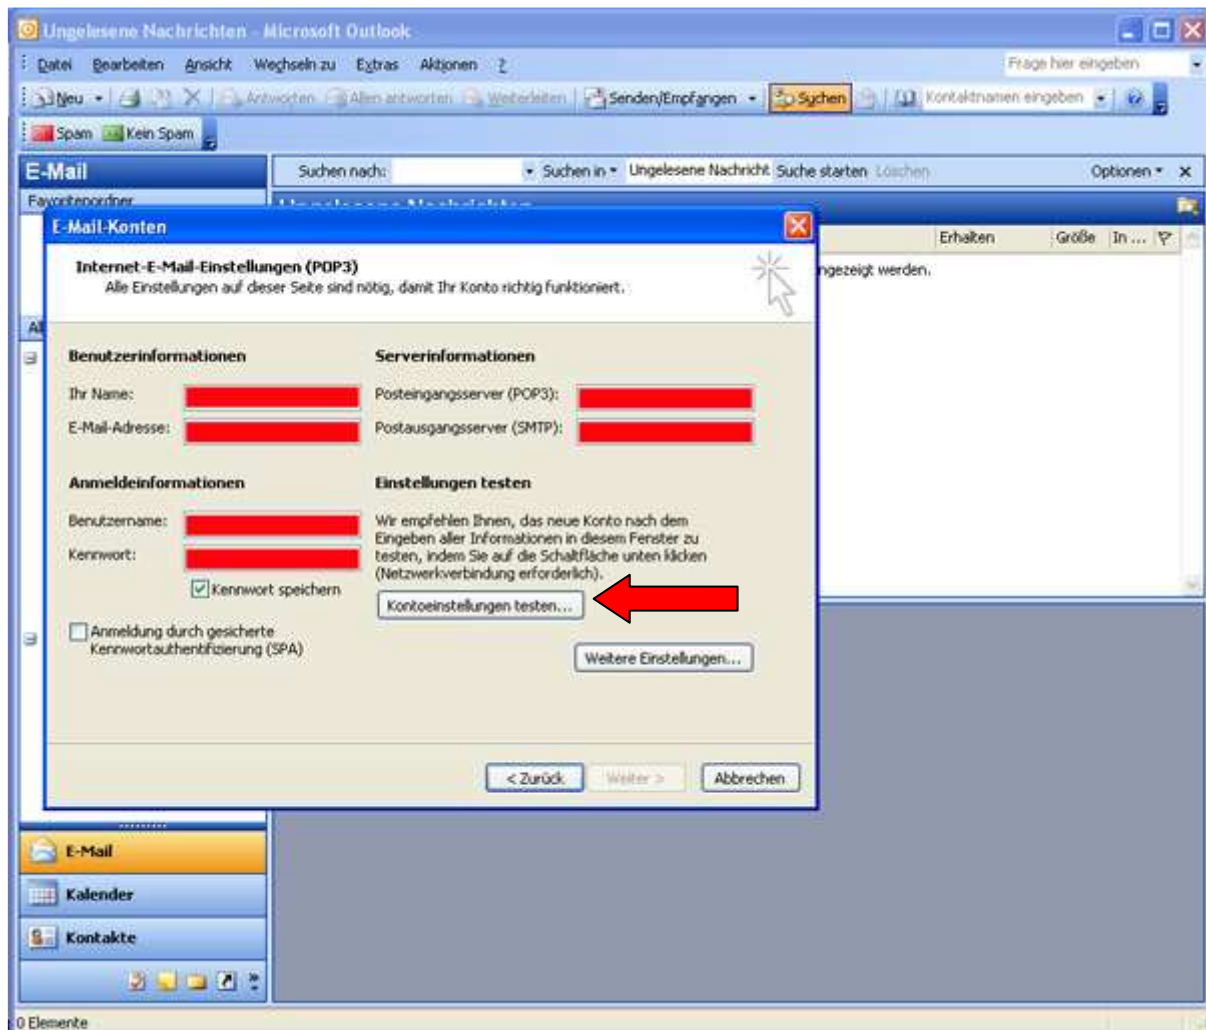 Ungelesene Nachrichten - Microsoft Outlook
Datei Bearbeiten Ansicht Wechseln zu Extras Aktionen ?
Frage hier eingeben
Neu
Antworten Allen antworten Weiterleiten Senden/Empfangen Suchen Kontaktnamen eingeben
Spam Kein Spam
E-Mail
Suchen nach: Suchen in Ungelesene Nachricht Suche starten Löschen Optionen
Favoritenordner
Ungelesene Nachrichten
E-Mail-Konten
Erhalten Größe In ...
Internet-E-Mail-Einstellungen (POP3)
Alle Einstellungen auf dieser Seite sind nötig, damit Ihr Konto richtig funktioniert.
ngezeigt werden.
Al
Benutzerinformationen
Ihr Name:
E-Mail-Adresse:
Serverinformationen
Posteingangsserver (POP3):
Postausgangsserver (SMTP):
Anmeldeinformationen
Benutzername:
Kennwort:
Kennwort speichern
Anmeldung durch gesicherte
Kennwortauthentifizierung (SPA)
Einstellungen testen
Wir empfehlen Ihnen, das neue Konto nach dem
Eingeben aller Informationen in diesem Fenster zu
testen, indem Sie auf die Schaltfläche unten klicken
(Netzwerkverbindung erforderlich).
Kontoeinstellungen testen...
Weitere Einstellungen...
< Zurück Weiter > Abbrechen
E-Mail
Kalender
Kontakte
0 Elemente